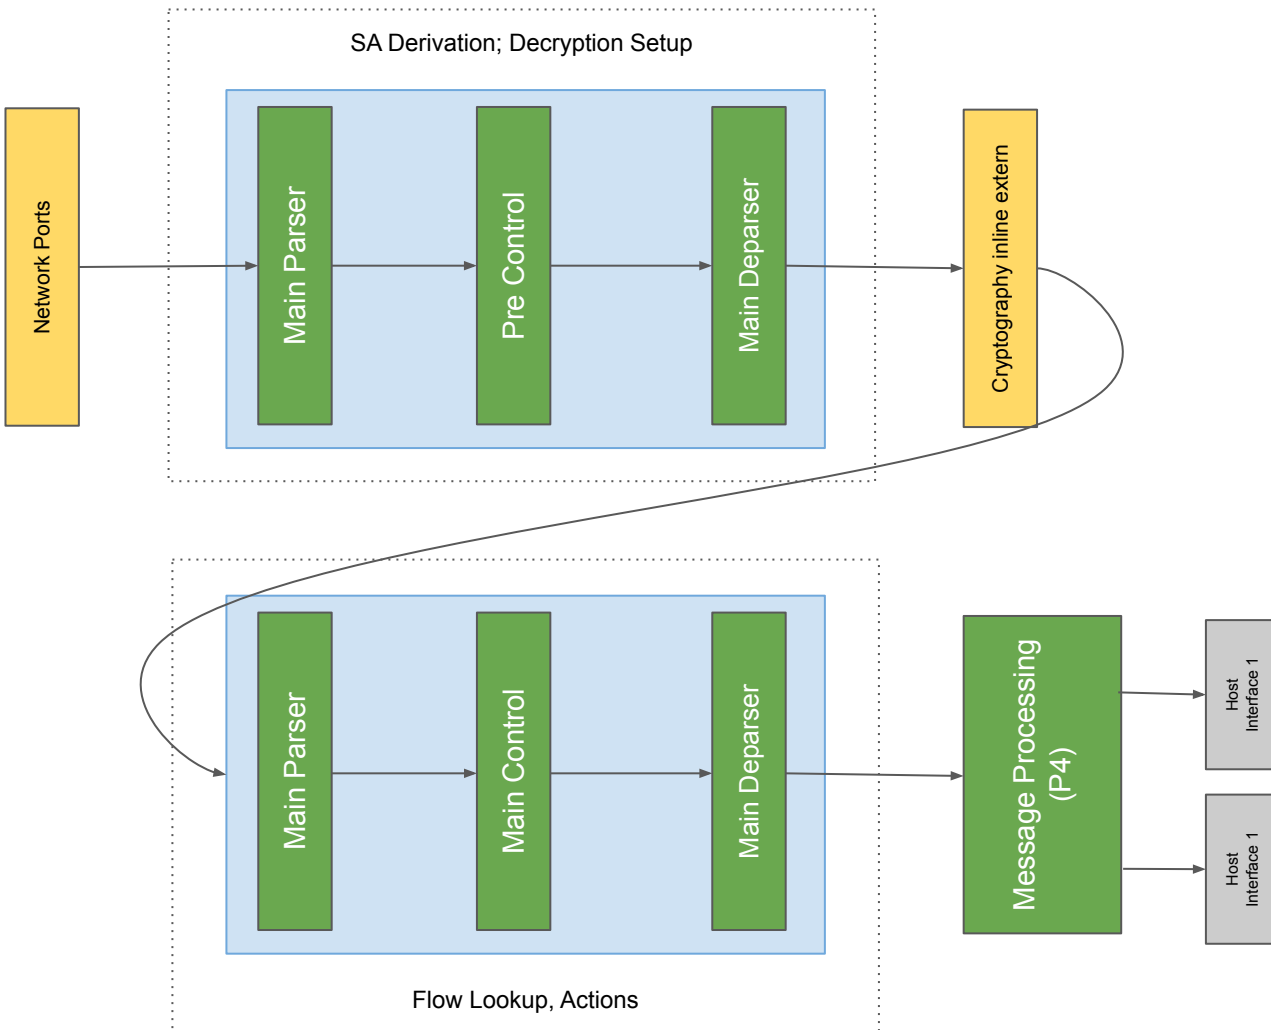 SA Derivation; Decryption Setup
Network Ports
Main Parser
Pre Control
Main Deparser
Cryptography inline extern
Main Parser
Main Control
Main Deparser
Message Processing
(P4)
Host
Interface 1
Host
Interface 1
Flow Lookup, Actions